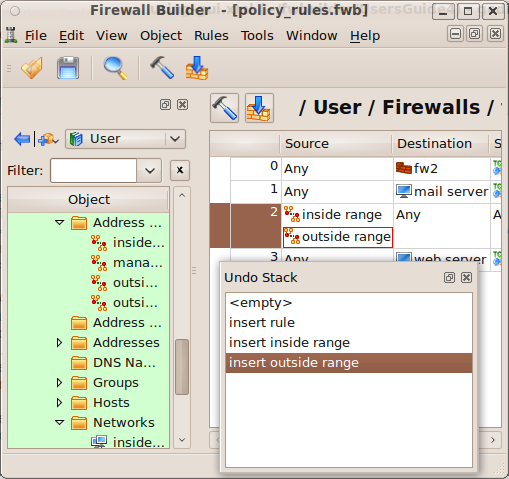 Firewall Builder - [policy_rules.fwb]
File Edit View Object Rules Tools Window Help
/ User / Firewalls /
User
Filter:
Object
Address ...
inside...
mana...
outsi...
outsi...
Address ...
Addresses
DNS Na...
Groups
Hosts
Networks
inside...
Source Destination S
0 Any fw2
1 Any mail server
2 inside range Any A
outside range
3 Any web server
Undo Stack
<empty>
insert rule
insert inside range
insert outside range